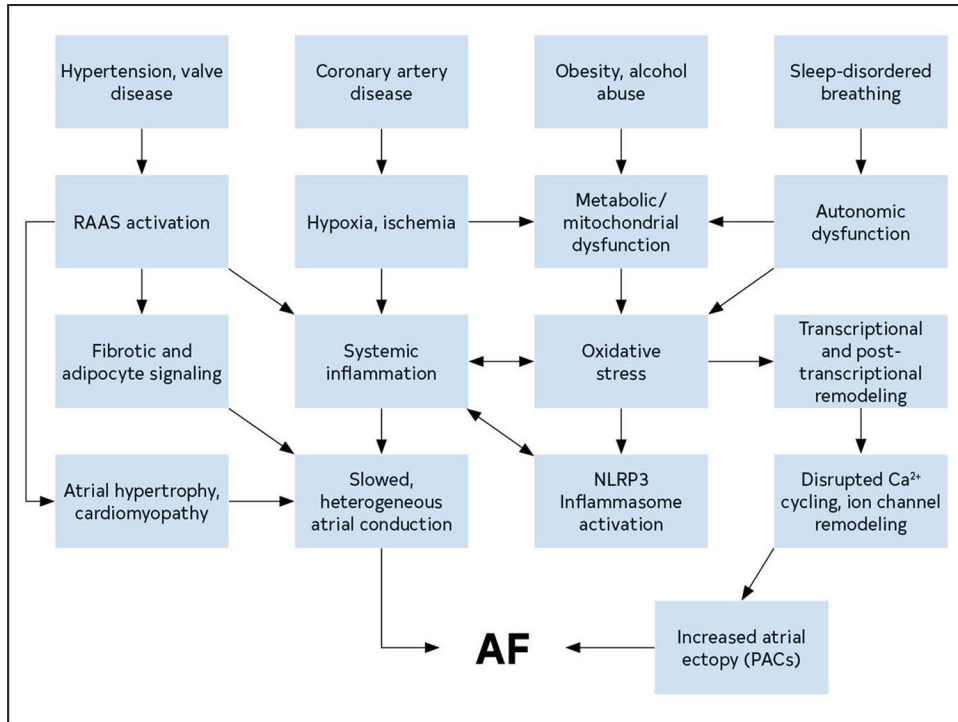 Hypertension, valve
disease
Coronary artery
disease
Obesity, alcohol
abuse
Sleep-disordered
breathing
RAAS activation
Hypoxia, ischemia
Metabolic/
mitochondrial
dysfunction
Autonomic
dysfunction
Fibrotic and
adipocyte signaling
Systemic
inflammation
Oxidative
stress
Transcriptional
and post-
transcriptional
remodeling
Atrial hypertrophy,
cardiomyopathy
Slowed,
heterogeneous
atrial conduction
NLRP3
Inflammasome
activation
Disrupted Ca²⁺
cycling, ion channel
remodeling
AF
Increased atrial
ectopy (PACs)